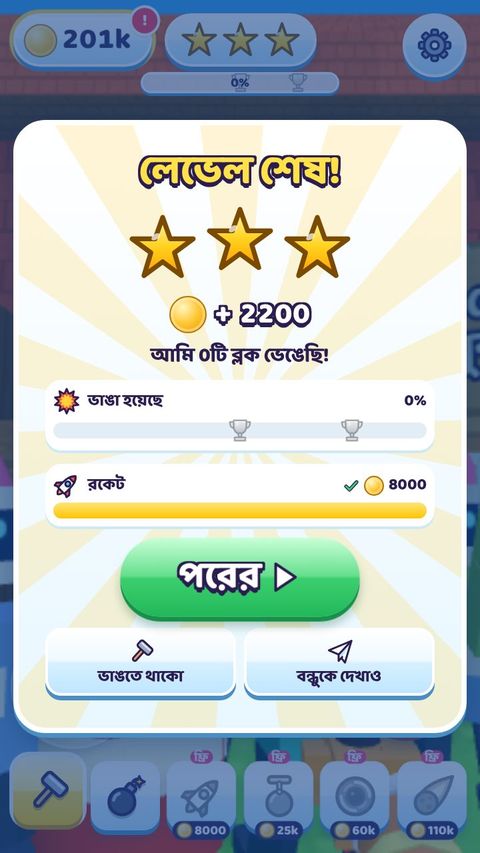 201k
!
0%
লেভেল শেষ!
+ 2200
আমি 0টি ব্লক ভেঙেছি!
ভাঙা হয়েছে 0%
রকেট 8000
পরের
ভাঙতে থাকো
বন্ধুকে দেখাও
ফ্রি ফ্রি ফ্রি ফ্রি
8000 25k 60k 110k